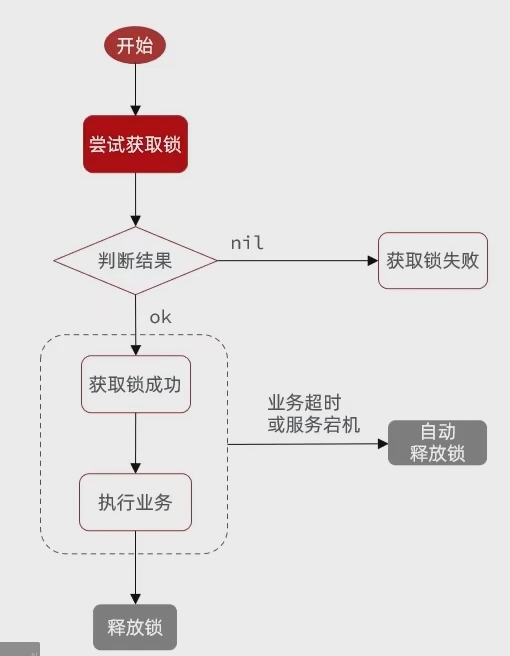 开始
尝试获取锁
判断结果
nil
获取锁失败
ok
获取锁成功
业务超时
或服务宕机
自动
释放锁
执行业务
释放锁